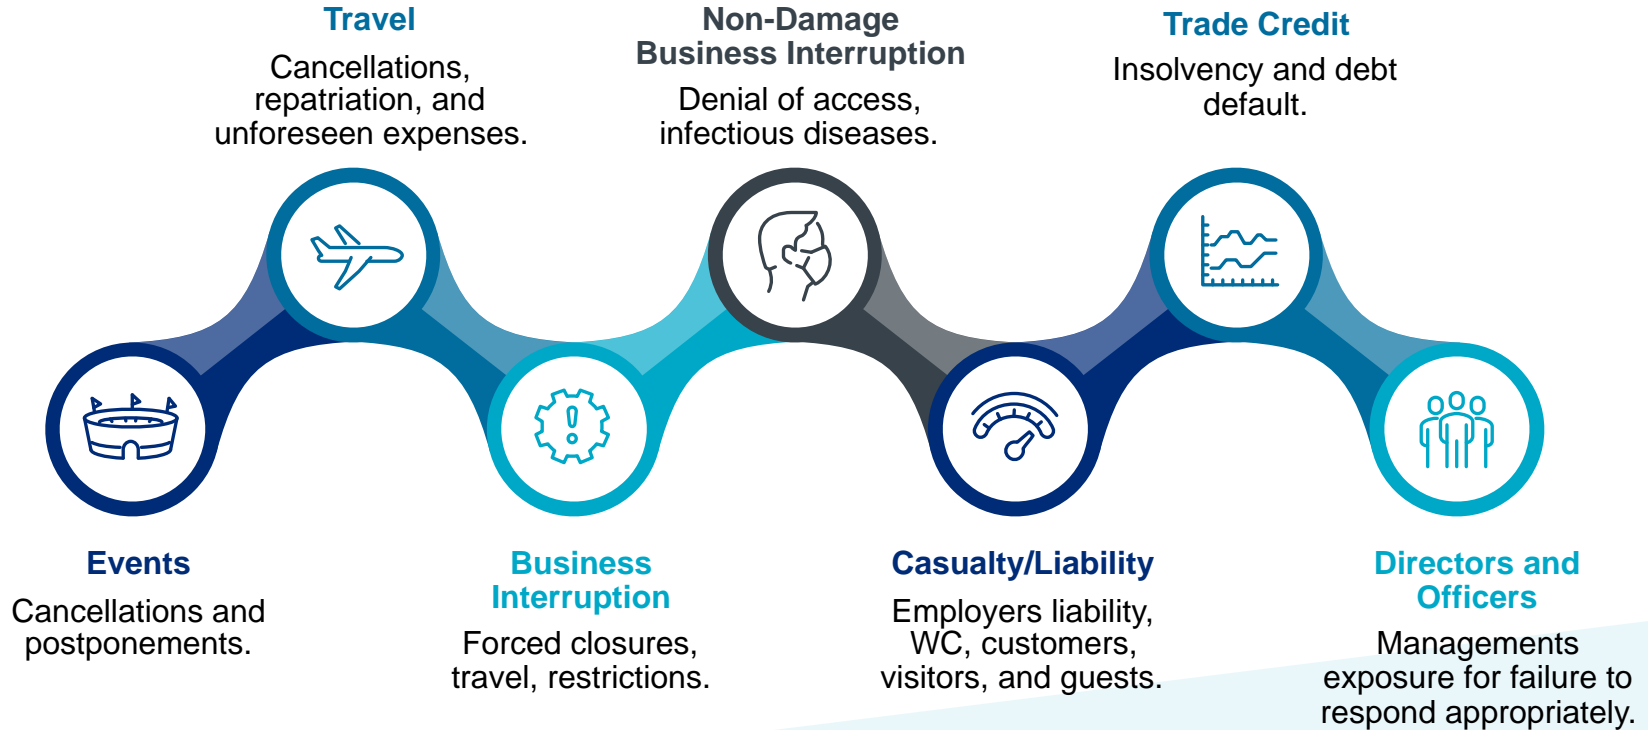 Travel
Cancellations,
repatriation, and
unforeseen expenses.
Non-Damage
Business Interruption
Denial of access,
infectious diseases.
Trade Credit
Insolvency and debt
default.
Events
Cancellations and
postponements.
Business
Interruption
Forced closures,
travel, restrictions.
Casualty/Liability
Employers liability,
WC, customers,
visitors, and guests.
Directors and
Officers
Managements
exposure for failure to
respond appropriately.